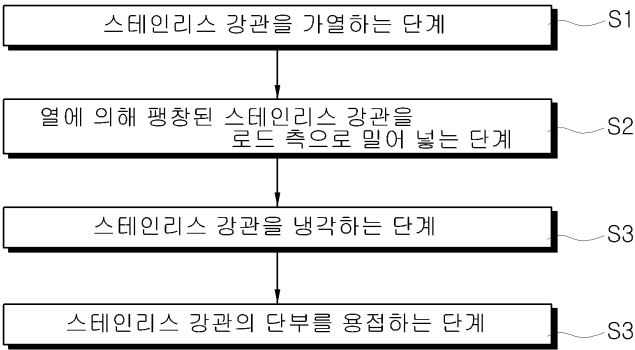 스테인리스 강관을 가열하는 단계
S1
열에 의해 팽창된 스테인리스 강관을
로드 측으로 밀어 넣는 단계
S2
스테인리스 강관을 냉각하는 단계
S3
스테인리스 강관의 단부를 용접하는 단계
S3